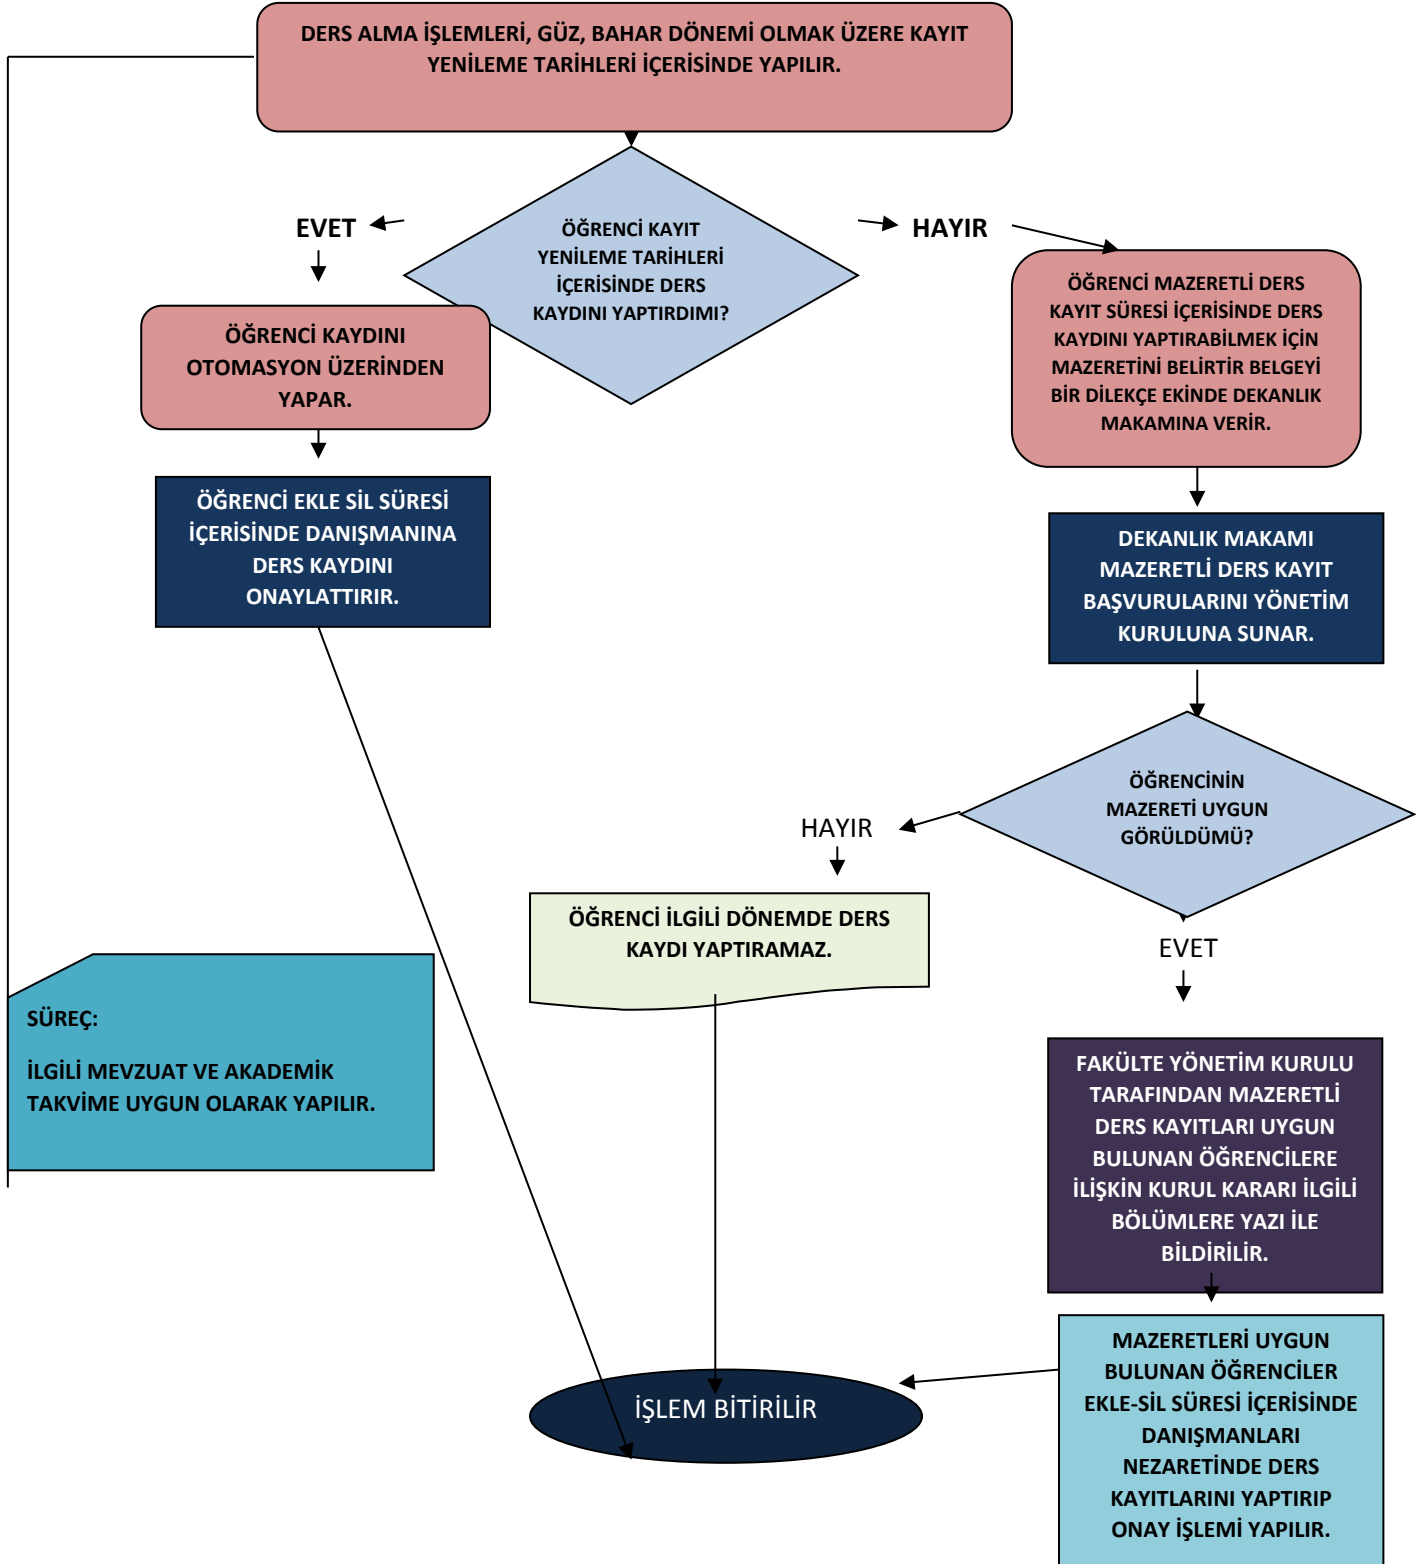 DERS ALMA İŞLEMLERİ, GÜZ, BAHAR DÖNEMİ OLMAK ÜZERE KAYIT
YENİLEME TARİHLERİ İÇERİSİNDE YAPILIR.
ÖĞRENCİ KAYIT
YENİLEME TARİHLERİ
İÇERİSİNDE DERS
KAYDINI YAPTIRDIMI?
EVET
HAYIR
ÖĞRENCİ KAYDINI
OTOMASYON ÜZERİNDEN
YAPAR.
ÖĞRENCİ MAZERETLİ DERS
KAYIT SÜRESİ İÇERİSİNDE DERS
KAYDINI YAPTIRABİLMEK İÇİN
MAZERETİNİ BELİRTİR BELGEYİ
BİR DİLEKÇE EKİNDE DEKANLIK
MAKAMINA VERİR.
ÖĞRENCİ EKLE SİL SÜRESİ
İÇERİSİNDE DANIŞMANINA
DERS KAYDINI
ONAYLATTIRIR.
DEKANLIK MAKAMI
MAZERETLİ DERS KAYIT
BAŞVURULARINI YÖNETİM
KURULUNA SUNAR.
ÖĞRENCİNİN
MAZERETİ UYGUN
GÖRÜLDÜMÜ?
HAYIR
ÖĞRENCİ İLGİLİ DÖNEMDE DERS
KAYDI YAPTIRAMAZ.
EVET
SÜREÇ:
İLGİLİ MEVZUAT VE AKADEMİK
TAKVİME UYGUN OLARAK YAPILIR.
FAKÜLTE YÖNETİM KURULU
TARAFINDAN MAZERETLİ
DERS KAYITLARI UYGUN
BULUNAN ÖĞRENCİLERE
İLİŞKİN KURUL KARARI İLGİLİ
BÖLÜMLERE YAZI İLE
BİLDİRİLİR.
MAZERETLERİ UYGUN
BULUNAN ÖĞRENCİLER
EKLE-SİL SÜRESİ İÇERİSİNDE
DANIŞMANLARI
NEZARETİNDE DERS
KAYITLARINI YAPTIRIP
ONAY İŞLEMİ YAPILIR.
İŞLEM BİTİRİLİR